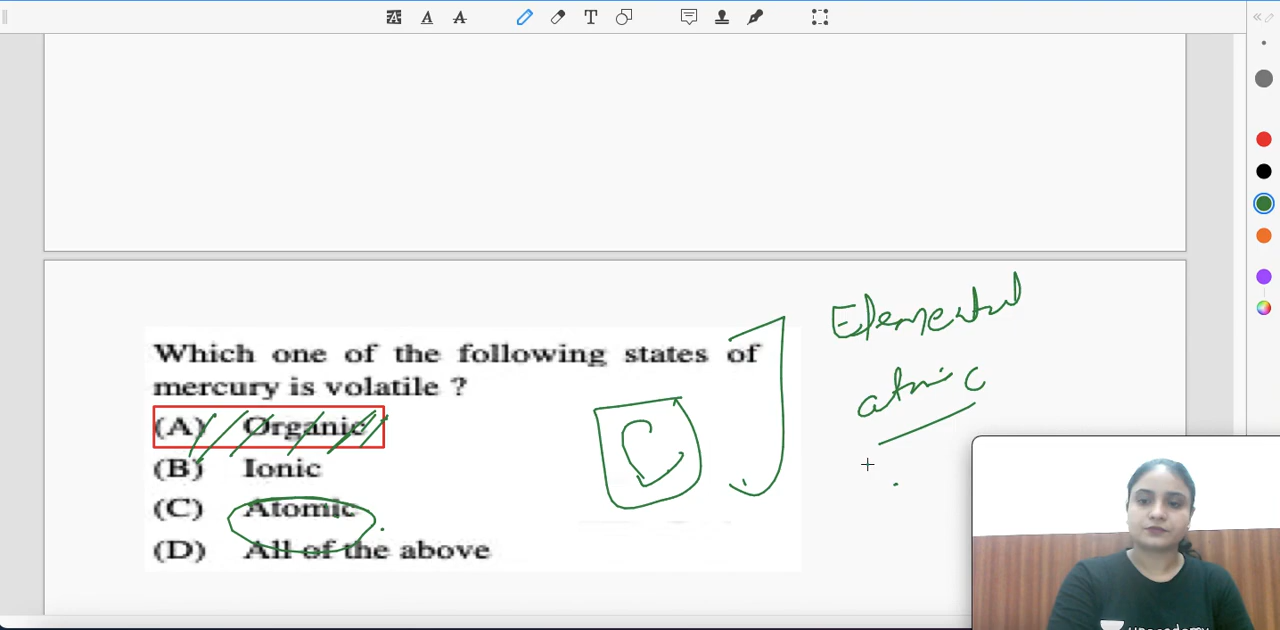 Which one of the following states of
mercury is volatile ?
(A) Organic
(B) Ionic
(C) Atomic
(D) All of the above
C
Elemental
atomic